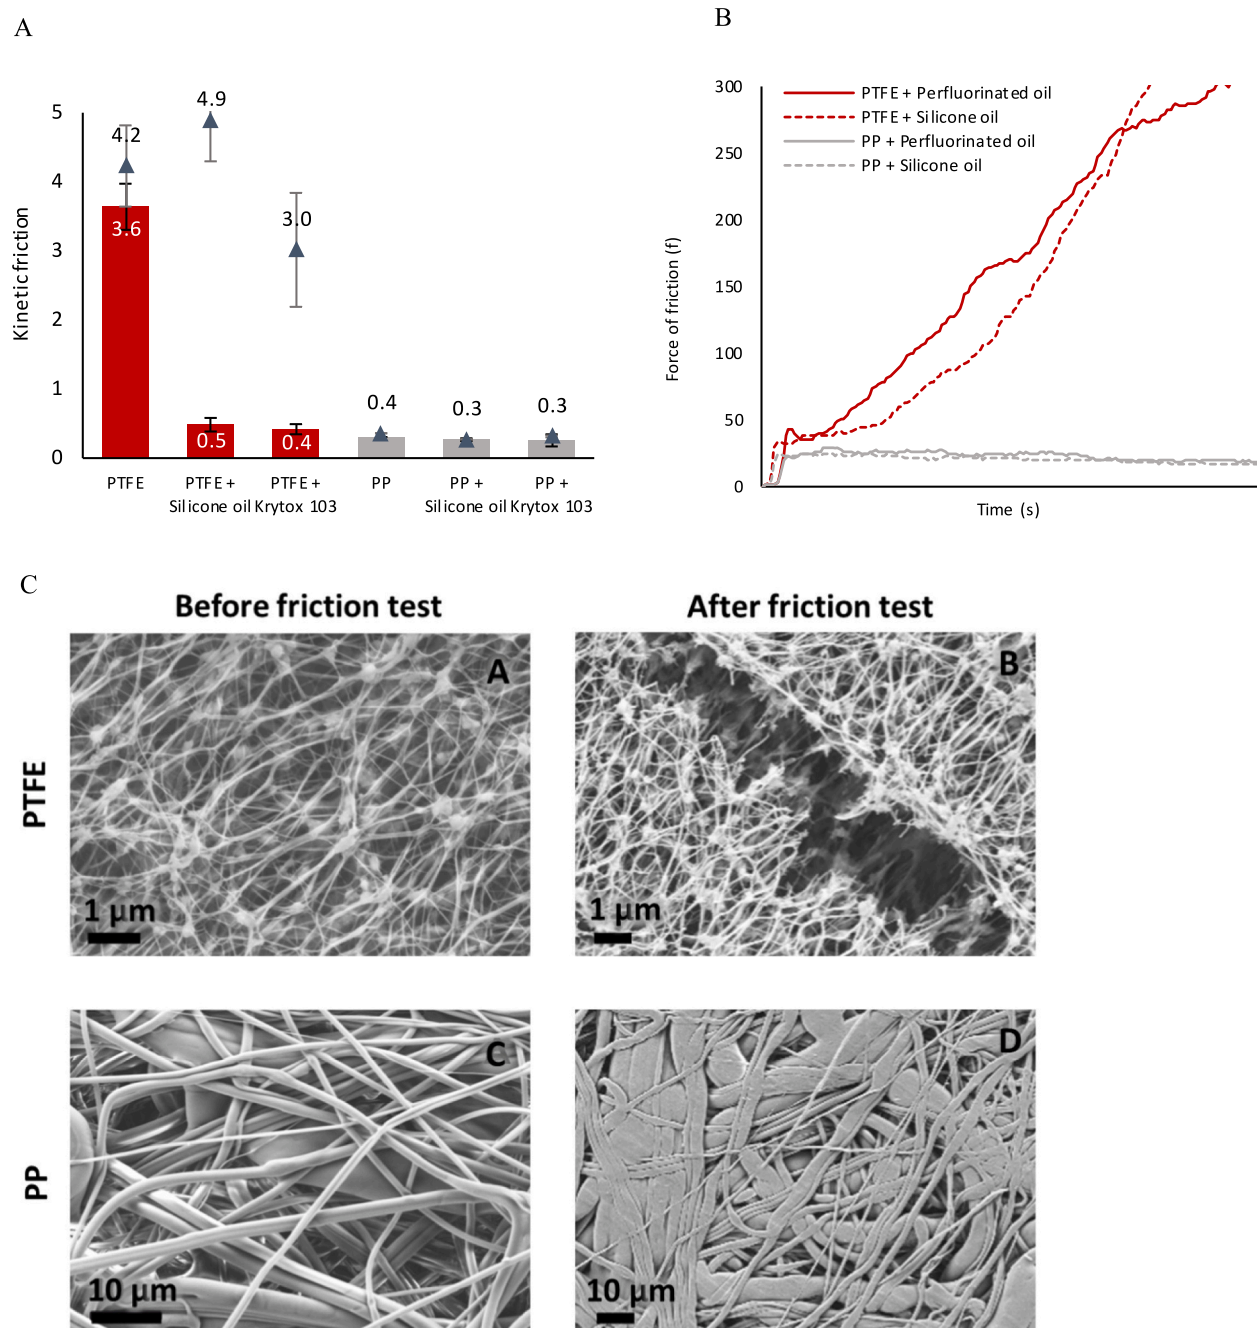 A
B
5
4
3
2
1
0
Kinetic friction
4.2
4.9
3.0
3.6
0.5
0.4
0.4
0.3
0.3
PTFE
PTFE +
PTFE +
PP
PP +
PP +
Silicone oil
Krytox 103
Silicone oil
Krytox 103
300
250
200
150
100
50
0
Force of friction (f)
PTFE + Perfluorinated oil
PTFE + Silicone oil
PP + Perfluorinated oil
PP + Silicone oil
Time (s)
C
Before friction test
After friction test
PTFE
A
1 μm
B
1 μm
PP
C
10 μm
D
10 μm